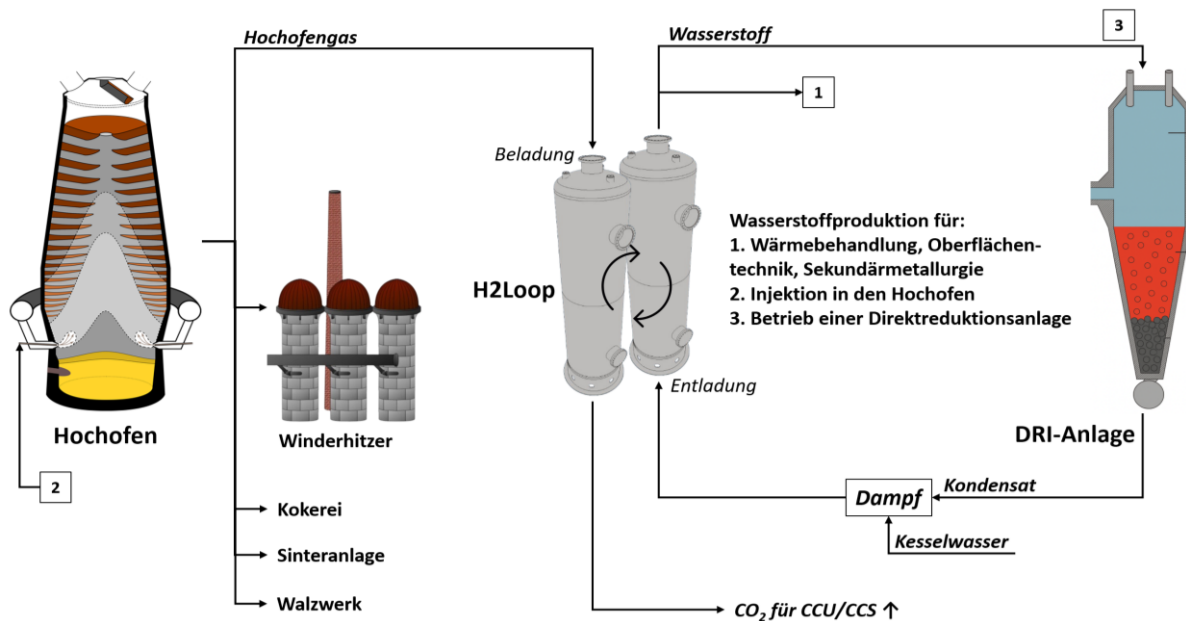 Hochofengas
Wasserstoff
3
1
Beladung
Wasserstoffproduktion für:
1. Wärmebehandlung, Oberflächen-
technik, Sekundärmetallurgie
2. Injektion in den Hochofen
3. Betrieb einer Direktreduktionsanlage
H2Loop
Entladung
Hochofen
Winderhitzer
DRI-Anlage
2
Dampf
Kondensat
Kesselwasser
Kokerei
Sinteranlage
Walzwerk
CO₂ für CCU/CCS ↑